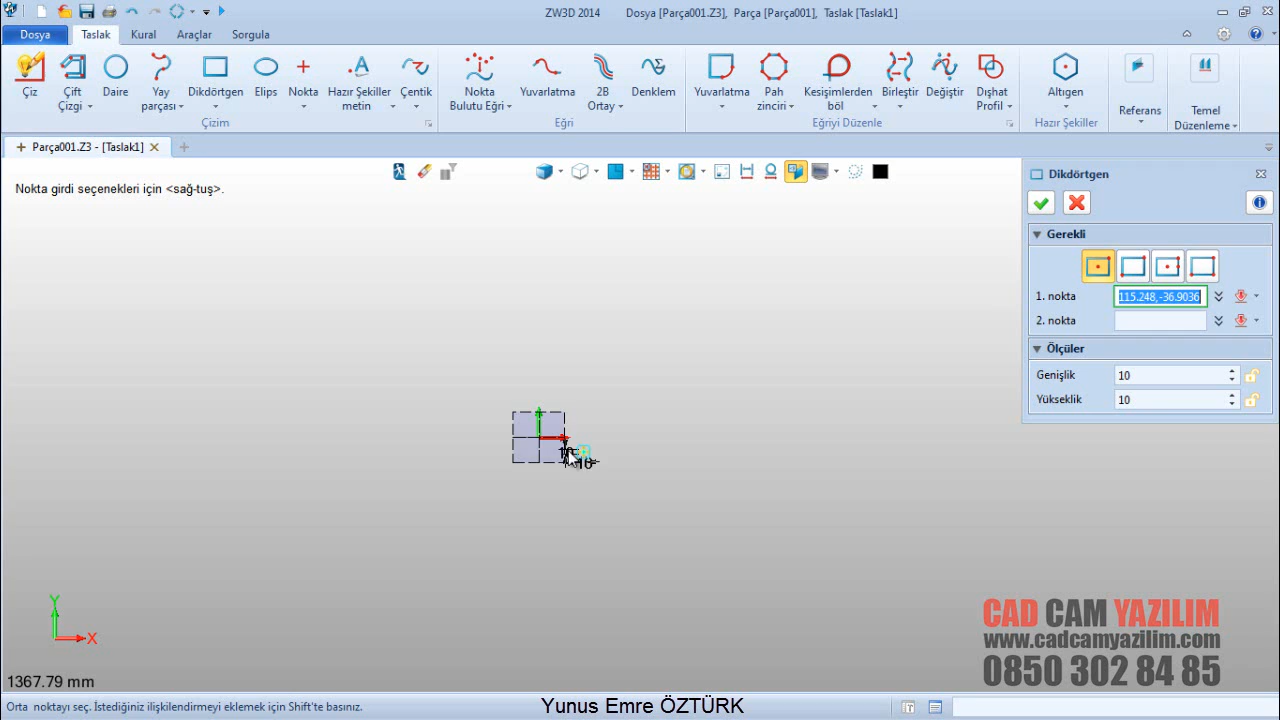 ZW3D 2014 Dosya [Parça001.Z3], Parça [Parça001], Taslak [Taslak1]
Dosya Taslak Kural Araçlar Sorgula
Çiz
Çift Çizgi
Daire
Yay parçası
Dikdörtgen
Elips
Nokta
Hazır Şekiller metin
Çentik
Nokta Bulutu Eğri
Yuvarlatma
2B Ortay
Denklem
Yuvarlatma
Pah zinciri
Kesişimlerden böl
Birleştir
Değiştir
Dışhat Profil
Altıgen
Referans
Temel Düzenleme
Çizim
Eğri
Eğriyi Düzenle
Hazır Şekiller
Parça001.Z3 - [Taslak1]
Nokta girdi seçenekleri için <sağ-tuş>.
Dikdörtgen
Gerekli
1. nokta 115.248,-36.9036
2. nokta
Ölçüler
Genişlik 10
Yükseklik 10
10
Y
X
1367.79 mm
CAD CAM YAZILIM
www.cadcamyazilim.com
0850 302 84 85
Orta noktayı seç. İstediğiniz ilişkilendirmeyi eklemek için Shift'te basınız.
Yunus Emre ÖZTÜRK